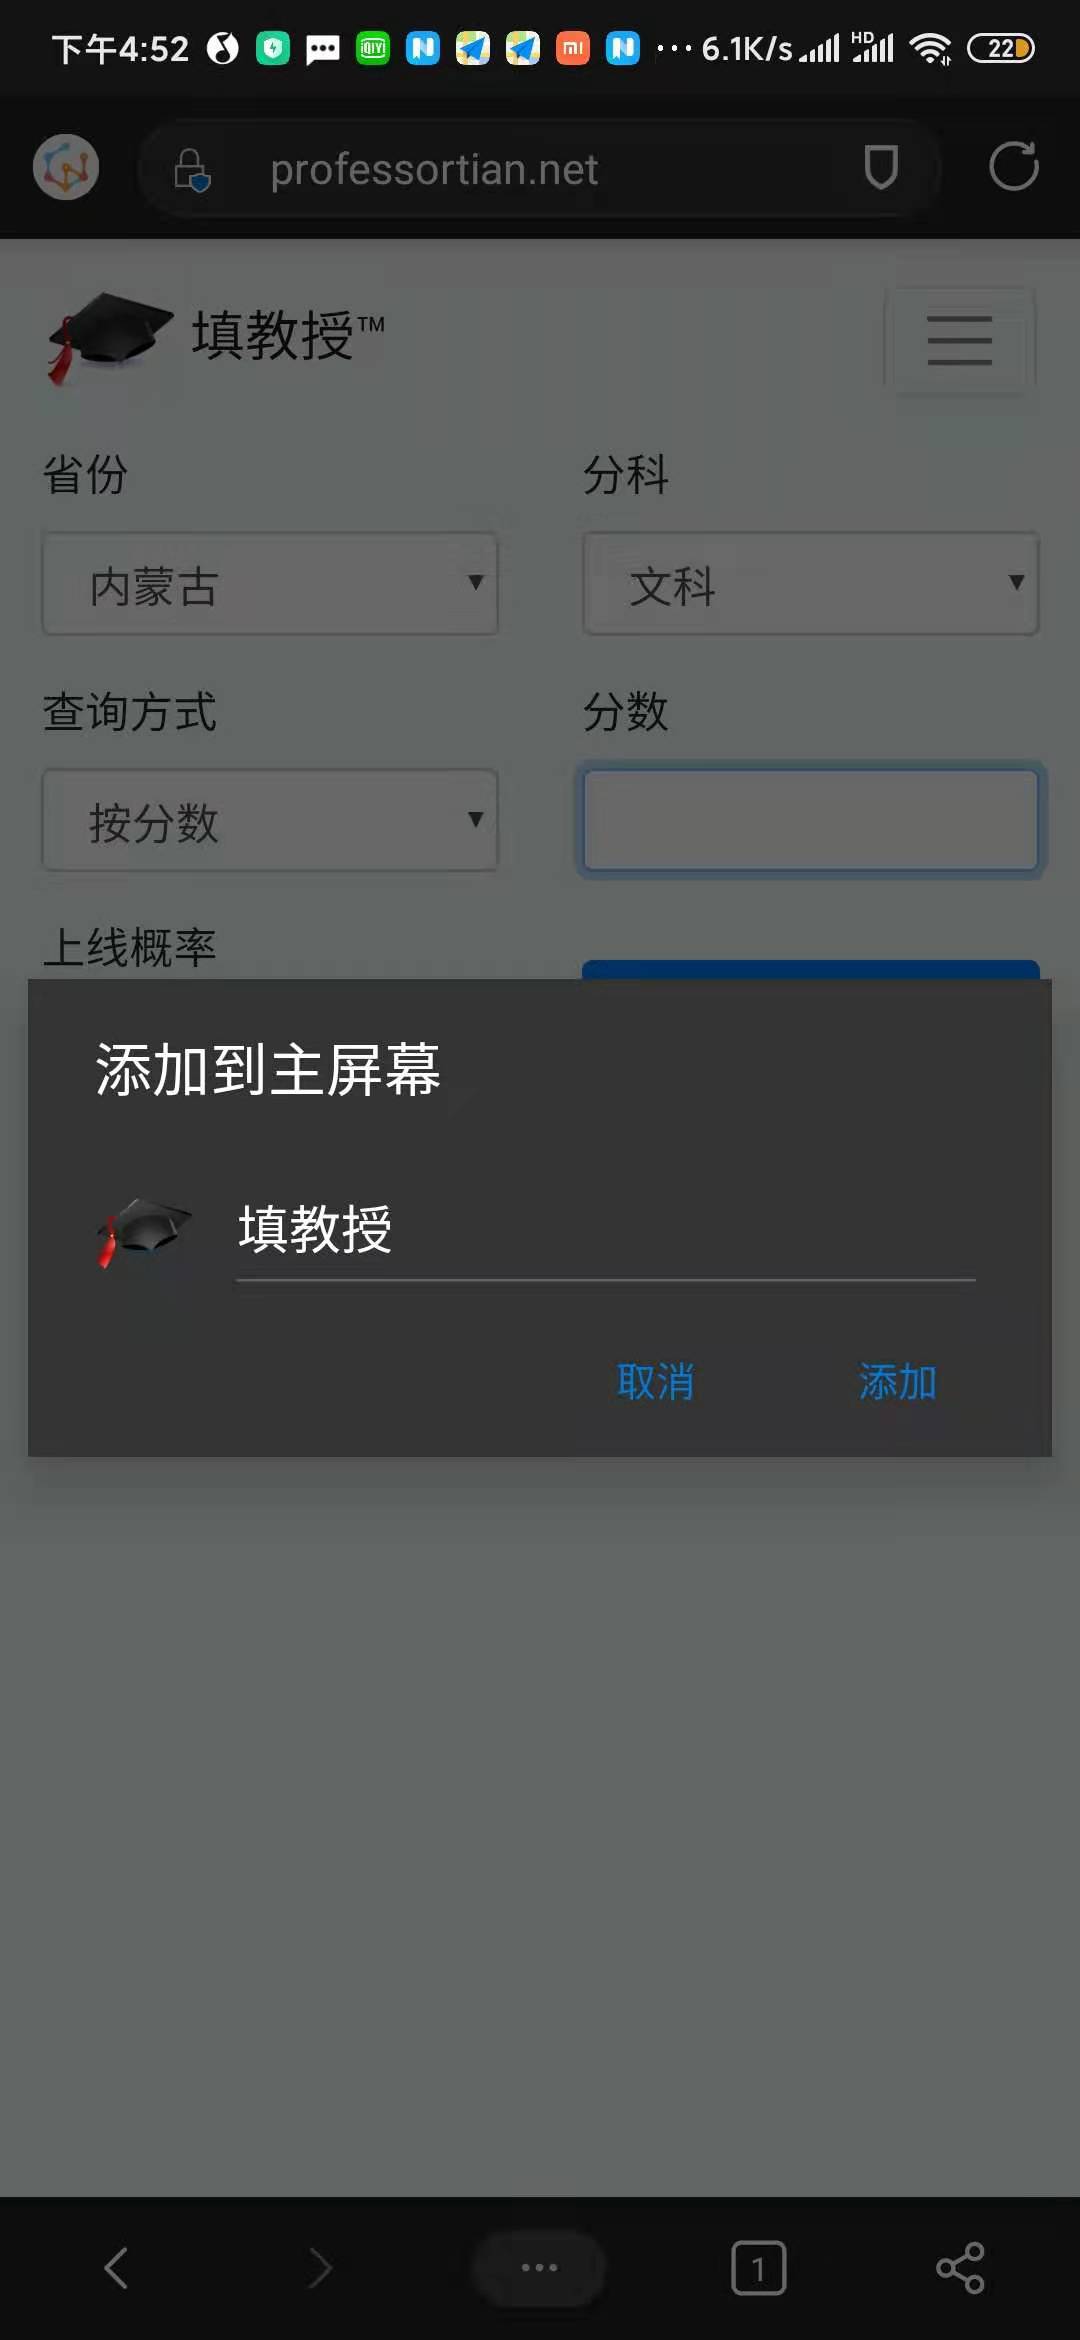 下午4:52 iQIYI mi ··· 6.1K/s HD 22
professortian.net
填教授™
省份 分科
内蒙古 文科
查询方式 分数
按分数
上线概率
添加到主屏幕
填教授
取消 添加
1